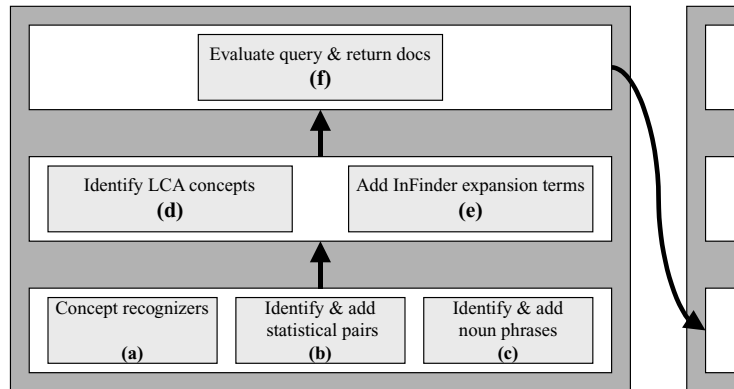 Evaluate query & return docs
(f)
Identify LCA concepts
(d)
Add InFinder expansion terms
(e)
Concept recognizers
(a)
Identify & add
statistical pairs
(b)
Identify & add
noun phrases
(c)